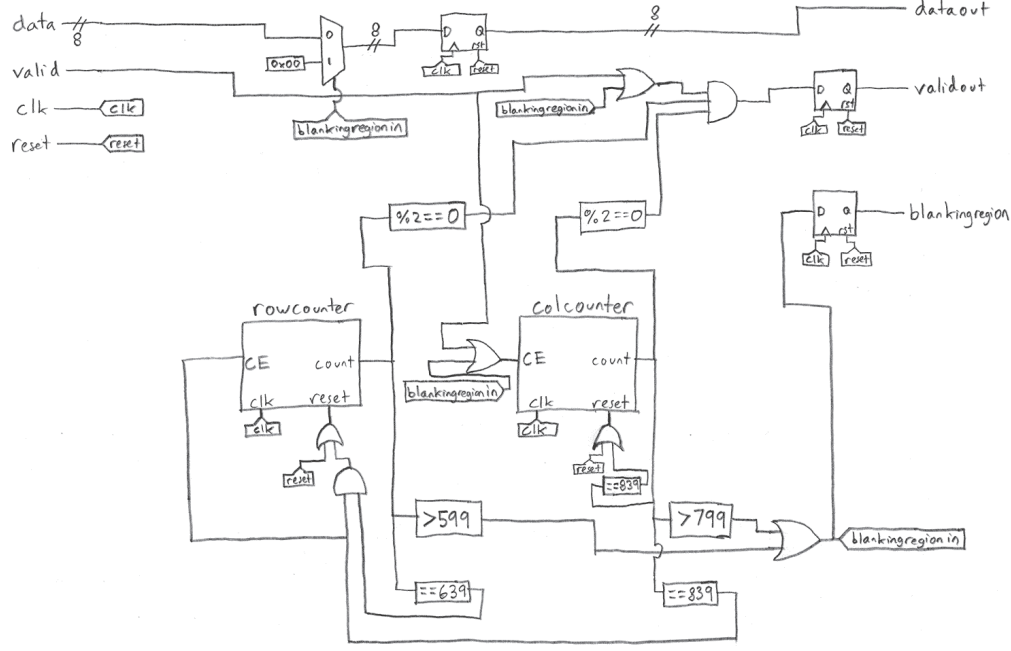 data 8 0 8 D Q rst 8 dataout
0x00 1 clk reset
valid
clk clk
reset reset
blankingregionin
blankingregionin
D Q rst validout
clk reset
%2==0 %2==0
D Q rst blankingregion
clk reset
rowcounter colcounter
CE count CE count
blankingregionin
clk reset clk reset
clk clk
reset reset
==839
>599 >799
blankingregionin
==639 ==839